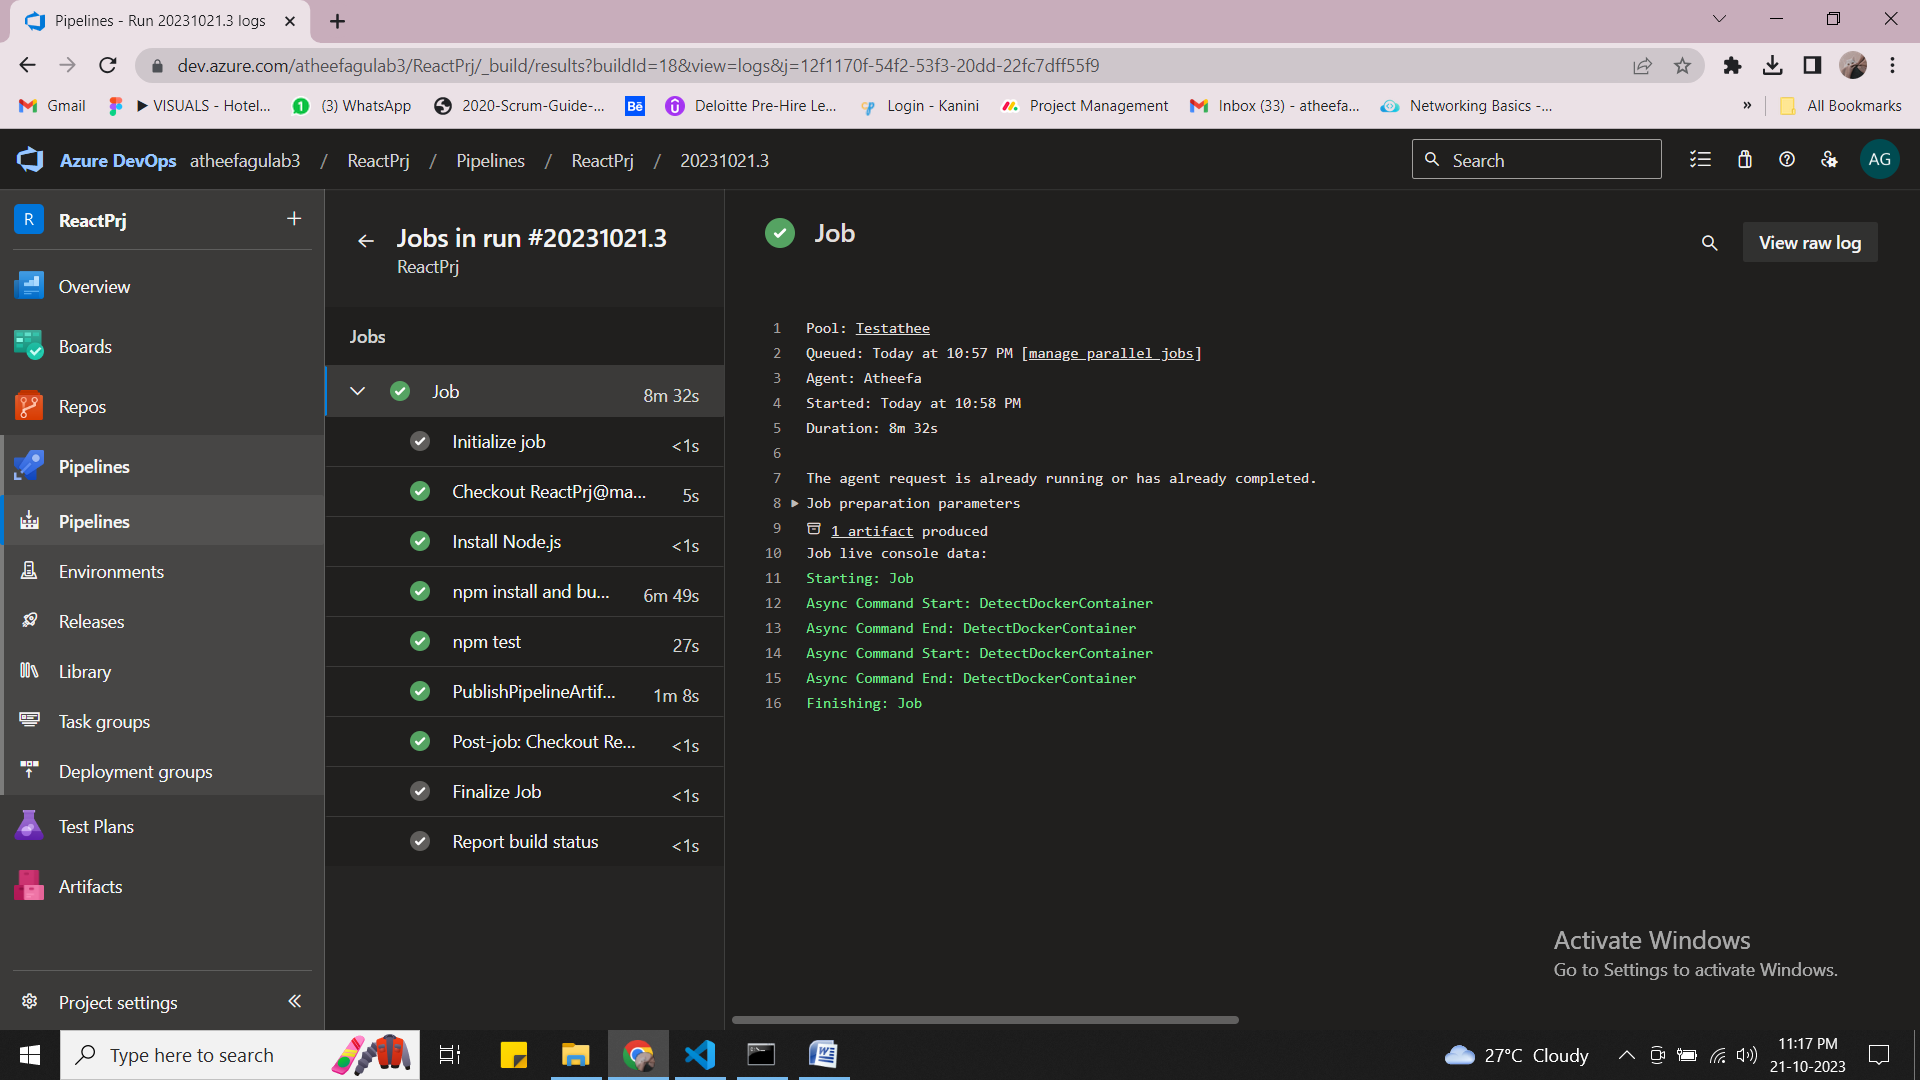 Pipelines - Run 20231021.3 logs
dev.azure.com/atheefagulab3/ReactPrj/_build/results?buildId=18&view=logs&j=12f1170f-54f2-53f3-20dd-22fc7dff55f9
Gmail
▶ VISUALS - Hotel...
(3) WhatsApp
2020-Scrum-Guide-...
Bē
Deloitte Pre-Hire Le...
Login - Kanini
Project Management
Inbox (33) - atheefa...
Networking Basics -...
»
All Bookmarks
Azure DevOps atheefagulab3 / ReactPrj / Pipelines / ReactPrj / 20231021.3
Search
AG
R ReactPrj +
Overview
Boards
Repos
Pipelines
Pipelines
Environments
Releases
Library
Task groups
Deployment groups
Test Plans
Artifacts
Project settings
Jobs in run #20231021.3
ReactPrj
Jobs
Job 8m 32s
Initialize job <1s
Checkout ReactPrj@ma... 5s
Install Node.js <1s
npm install and bu... 6m 49s
npm test 27s
PublishPipelineArtif... 1m 8s
Post-job: Checkout Re... <1s
Finalize Job <1s
Report build status <1s
Job
View raw log
1 Pool: Testathee
2 Queued: Today at 10:57 PM [manage parallel jobs]
3 Agent: Atheefa
4 Started: Today at 10:58 PM
5 Duration: 8m 32s
6
7 The agent request is already running or has already completed.
8 Job preparation parameters
9 1 artifact produced
10 Job live console data:
11 Starting: Job
12 Async Command Start: DetectDockerContainer
13 Async Command End: DetectDockerContainer
14 Async Command Start: DetectDockerContainer
15 Async Command End: DetectDockerContainer
16 Finishing: Job
Activate Windows
Go to Settings to activate Windows.
Type here to search
27°C Cloudy
11:17 PM
21-10-2023